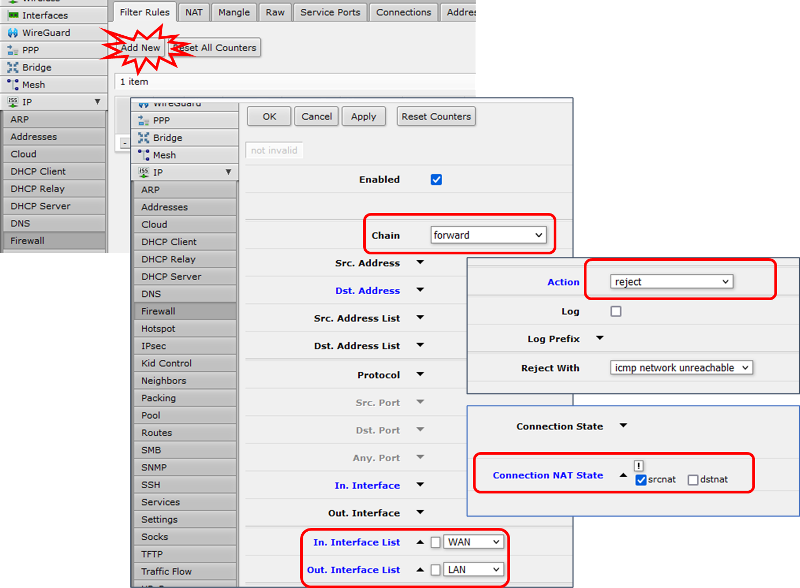 Wireless
Interfaces
WireGuard
PPP
Bridge
Mesh
IP
ARP
Addresses
Cloud
DHCP Client
DHCP Relay
DHCP Server
DNS
Firewall
Filter Rules NAT Mangle Raw Service Ports Connections Addres
Add New Reset All Counters
1 item
-
WireGuard
PPP
Bridge
Mesh
IP
ARP
Addresses
Cloud
DHCP Client
DHCP Relay
DHCP Server
DNS
Firewall
Hotspot
IPsec
Kid Control
Neighbors
Packing
Pool
Routes
SMB
SNMP
SSH
Services
Settings
Socks
TFTP
Traffic Flow
OK Cancel Apply Reset Counters
not invalid
Enabled
Chain forward
Src. Address
Dst. Address
Src. Address List
Dst. Address List
Protocol
Src. Port
Dst. Port
Any. Port
In. Interface
Out. Interface
In. Interface List WAN
Out. Interface List LAN
Action reject
Log
Log Prefix
Reject With icmp network unreachable
Connection State
!
Connection NAT State srcnat dstnat